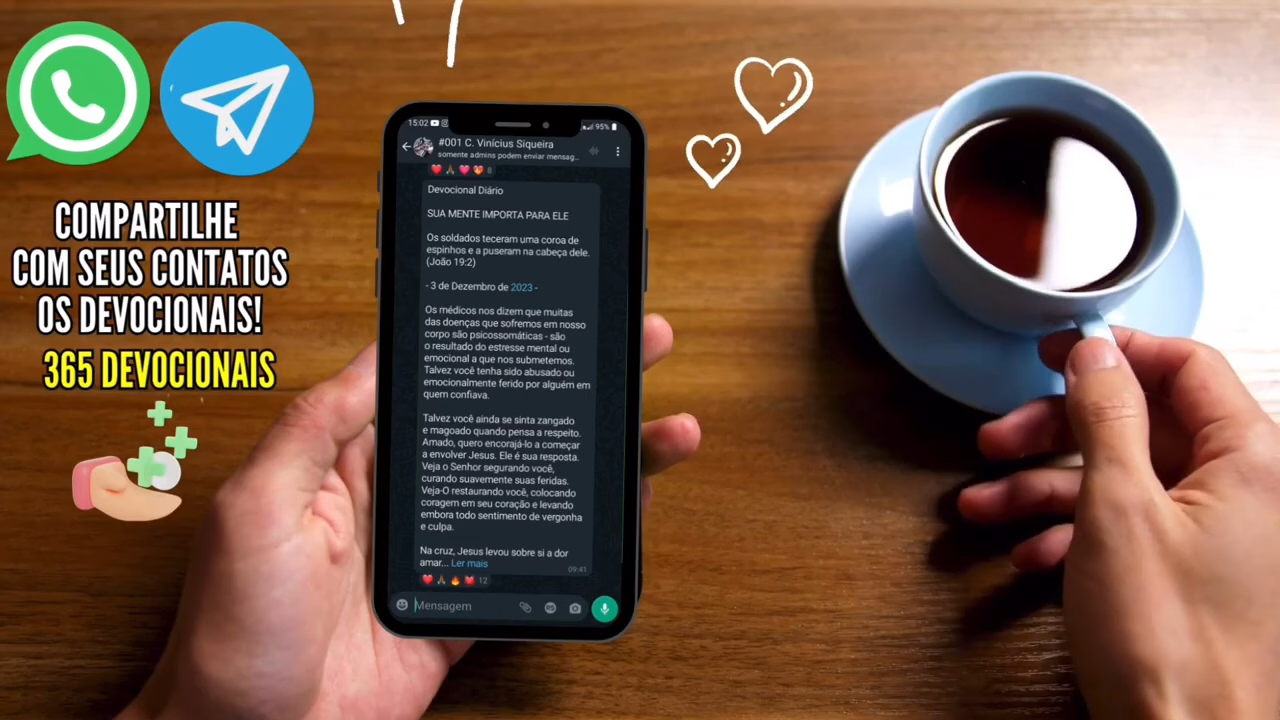 COMPARTILHE
COM SEUS CONTATOS
OS DEVOCIONAIS!
365 DEVOCIONAIS
15:02
95%
#001 C. Vinícius Siqueira
somente admins podem enviar mensag...
8
Devocional Diário
SUA MENTE IMPORTA PARA ELE
Os soldados teceram uma coroa de
espinhos e a puseram na cabeça dele.
(João 19:2)
- 3 de Dezembro de 2023 -
Os médicos nos dizem que muitas
das doenças que sofremos em nosso
corpo são psicossomáticas - são
o resultado do estresse mental ou
emocional a que nos submetemos.
Talvez você tenha sido abusado ou
emocionalmente ferido por alguém em
quem confiava.
Talvez você ainda se sinta zangado
e magoado quando pensa a respeito.
Amado, quero encorajá-lo a começar
a envolver Jesus. Ele é sua resposta.
Veja o Senhor segurando você,
curando suavemente suas feridas.
Veja-O restaurando você, colocando
coragem em seu coração e levando
embora todo sentimento de vergonha
e culpa.
Na cruz, Jesus levou sobre si a dor
amar... Ler mais
09:41
12
Mensagem